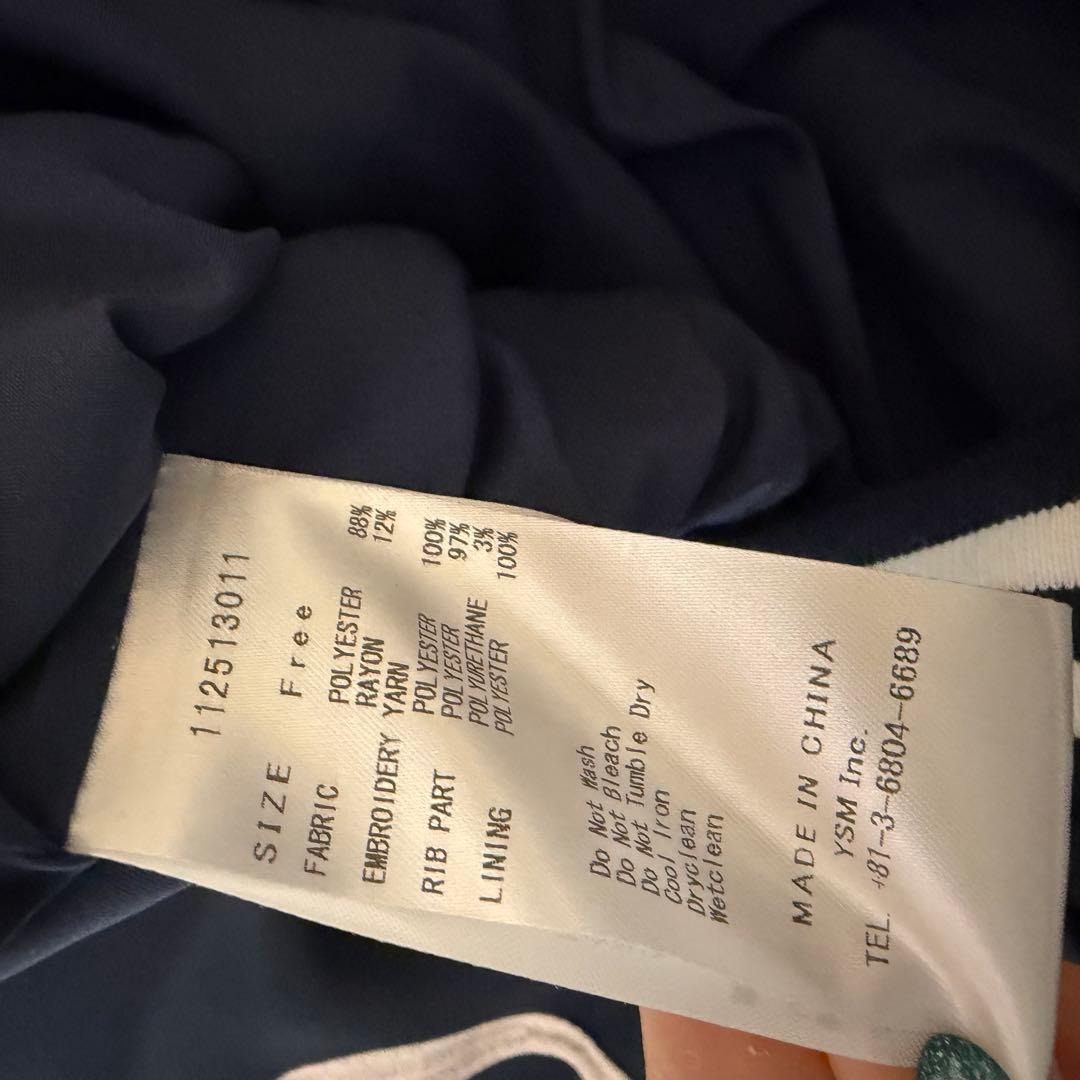 112513011
SIZE Free
FABRIC POLYESTER 88%
RAYON 12%
EMBROIDERY YARN
POLYESTER 100%
RIB PART POLYESTER 97%
POLYURETHANE 3%
LINING POLYESTER 100%
Do Not Wash
Do Not Bleach
Do Not Tumble Dry
Cool Iron
Dryclean
Wetclean
MADE IN CHINA
YSM Inc.
TEL. +81-3-6804-6689